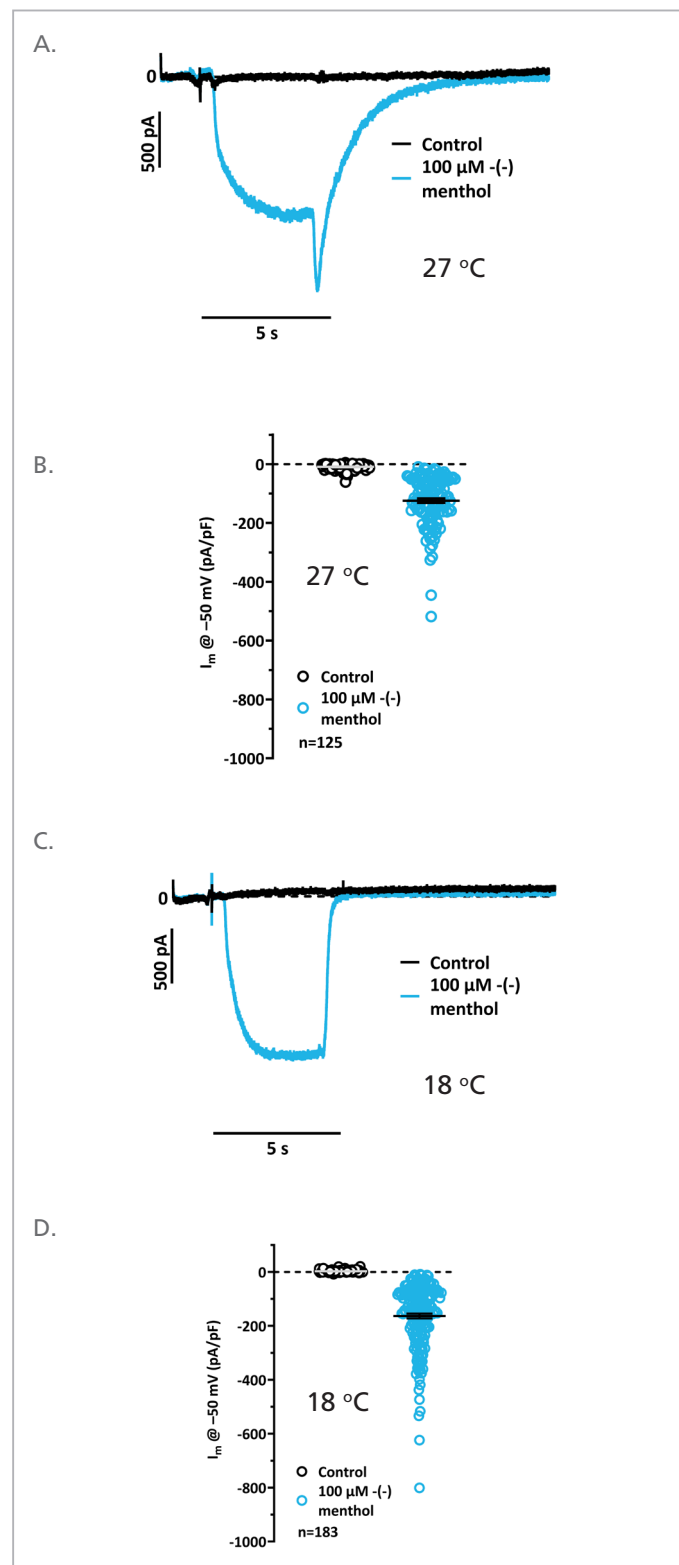 A.
0
500 pA
Control
100 µM -(-)
menthol
27 °C
5 s
B.
0
-200
-400
-600
-800
-1000
Im @ –50 mV (pA/pF)
27 °C
Control
100 µM -(-)
menthol
n=125
C.
0
500 pA
Control
100 µM -(-)
menthol
18 °C
5 s
D.
0
-200
-400
-600
-800
-1000
Im @ –50 mV (pA/pF)
18 °C
Control
100 µM -(-)
menthol
n=183